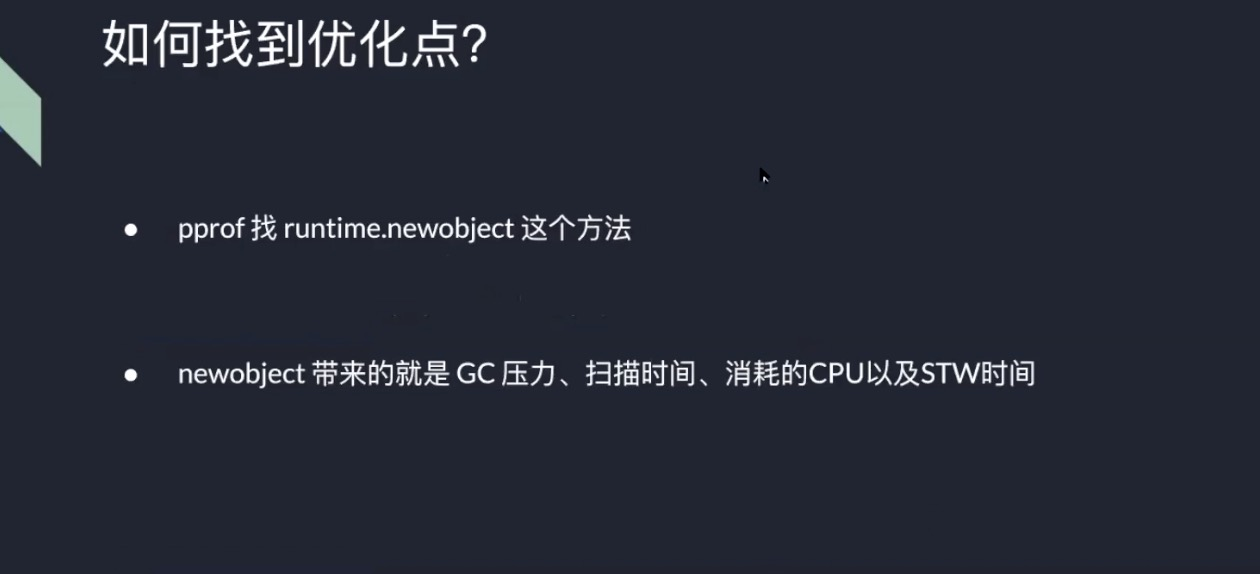 如何找到优化点?
● pprof 找 runtime.newobject 这个方法
● newobject 带来的就是 GC 压力、扫描时间、消耗的CPU以及STW时间